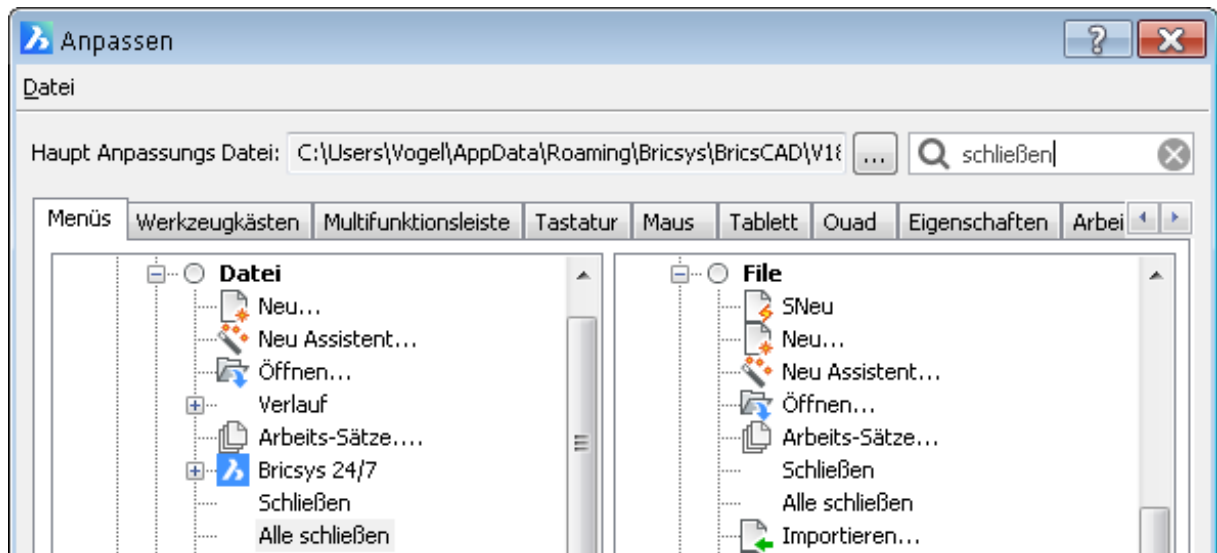 Anpassen
Datei
Haupt Anpassungs Datei: C:\Users\Vogel\AppData\Roaming\Bricsys\BricsCAD\V18 ... schließen
Menüs Werkzeugkästen Multifunktionsleiste Tastatur Maus Tablett Quad Eigenschaften Arbei
Datei
Neu...
Neu Assistent...
Öffnen...
Verlauf
Arbeits-Sätze....
Bricsys 24/7
Schließen
Alle schließen
File
SNeu
Neu...
Neu Assistent...
Öffnen...
Arbeits-Sätze...
Schließen
Alle schließen
Importieren...